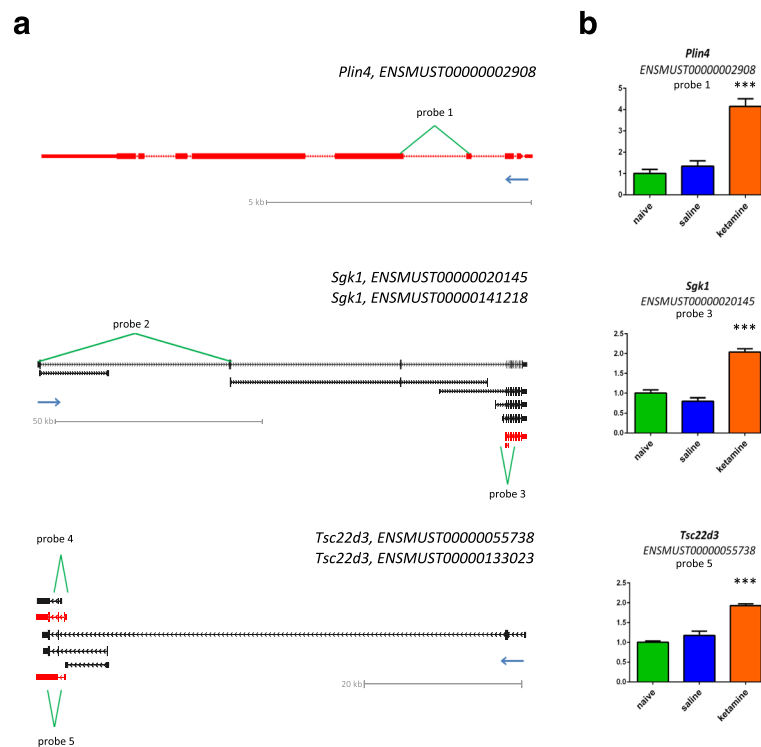 a
Plin4, ENSMUST00000002908
probe 1
5 kb
Sgk1, ENSMUST00000020145
Sgk1, ENSMUST00000141218
probe 2
50 kb
probe 3
Tsc22d3, ENSMUST00000055738
Tsc22d3, ENSMUST00000133023
probe 4
20 kb
probe 5
b
Plin4
ENSMUST00000002908
probe 1
***
5
4
3
2
1
0
naive
saline
ketamine
Sgk1
ENSMUST00000020145
probe 3
***
2.5
2.0
1.5
1.0
0.5
0.0
naive
saline
ketamine
Tsc22d3
ENSMUST00000055738
probe 5
***
2.5
2.0
1.5
1.0
0.5
0.0
naive
saline
ketamine